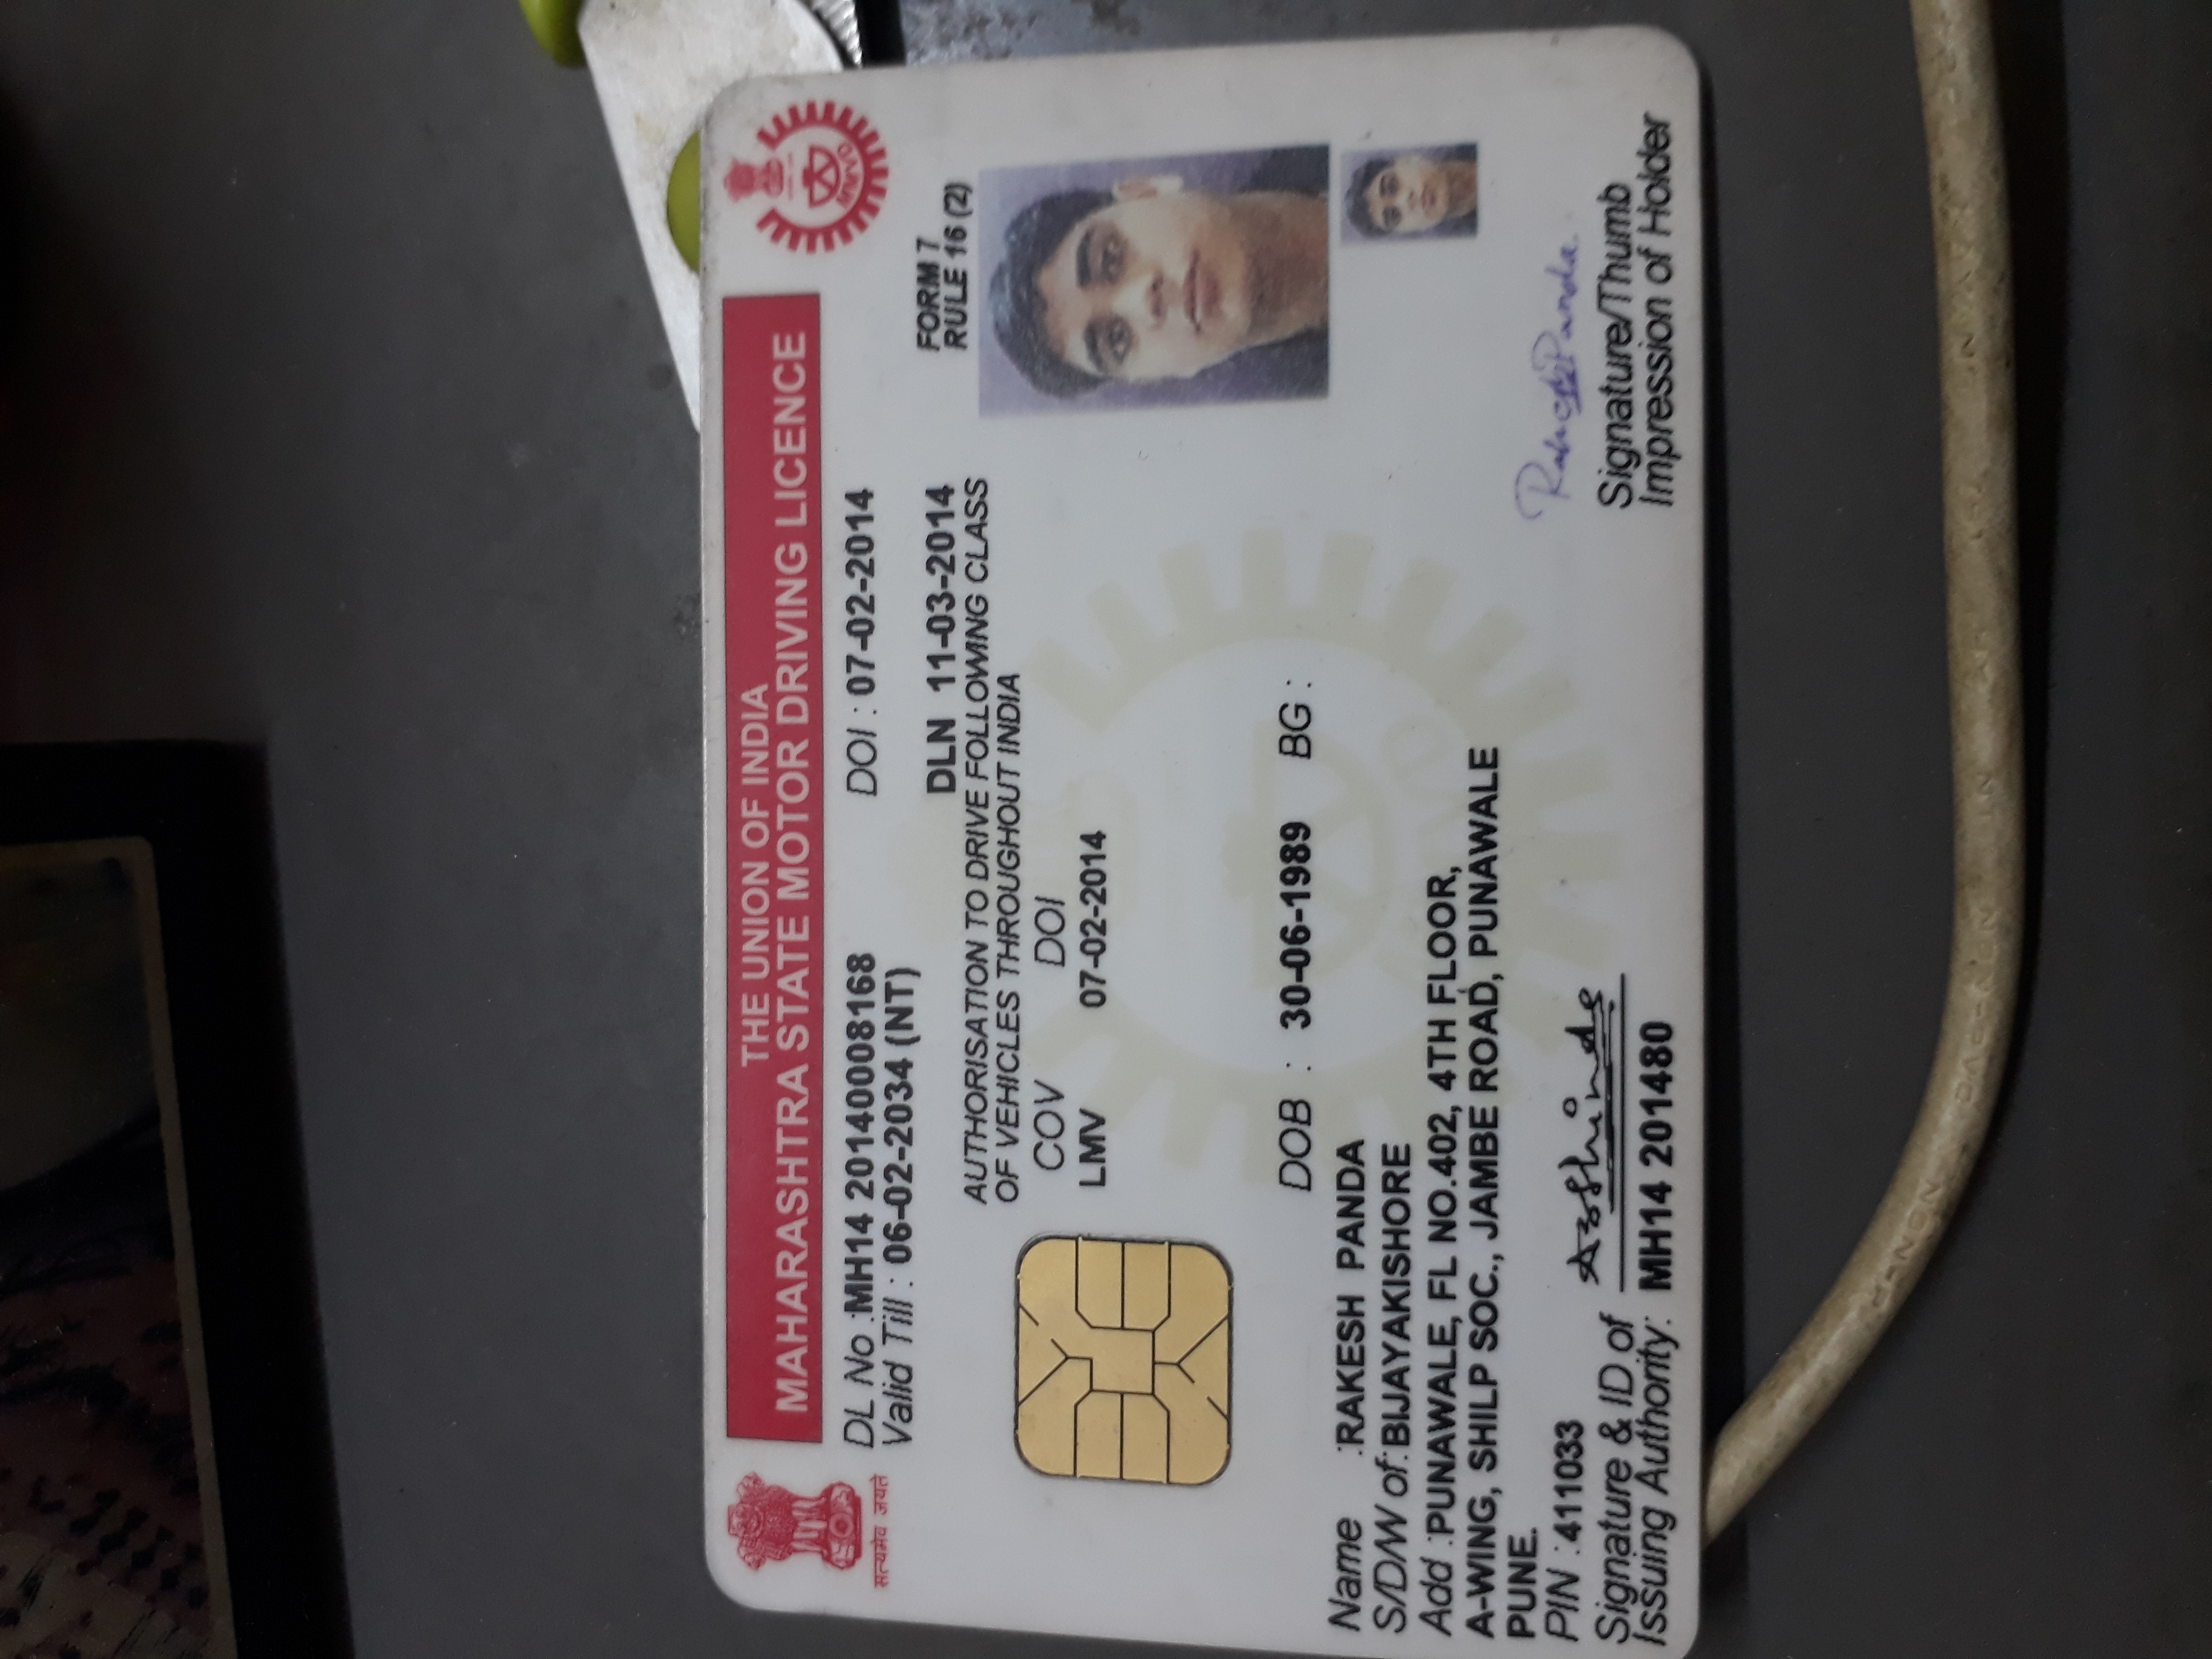 THE UNION OF INDIA
MAHARASHTRA STATE MOTOR DRIVING LICENCE
सत्यमेव जयते
MMVD
DL No :MH14 20140008168 DOI : 07-02-2014
Valid Till : 06-02-2034 (NT)
DLN 11-03-2014
FORM 7
RULE 16 (2)
AUTHORISATION TO DRIVE FOLLOWING CLASS
OF VEHICLES THROUGHOUT INDIA
COV DOI
LMV 07-02-2014
DOB : 30-06-1989 BG :
Name :RAKESH PANDA
S/D/W of:BIJAYAKISHORE
Add :PUNAWALE, FL NO.402, 4TH FLOOR,
A-WING, SHILP SOC., JAMBE ROAD, PUNAWALE
PUNE.
PIN :411033
Signature & ID of
Issuing Authority: MH14 201480
Rakesh Panda
Signature/Thumb
Impression of Holder